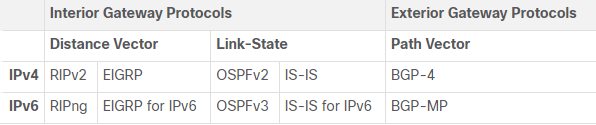 Interior Gateway Protocols Exterior Gateway Protocols
Distance Vector Link-State Path Vector
IPv4 RIPv2 EIGRP OSPFv2 IS-IS BGP-4
IPv6 RIPng EIGRP for IPv6 OSPFv3 IS-IS for IPv6 BGP-MP